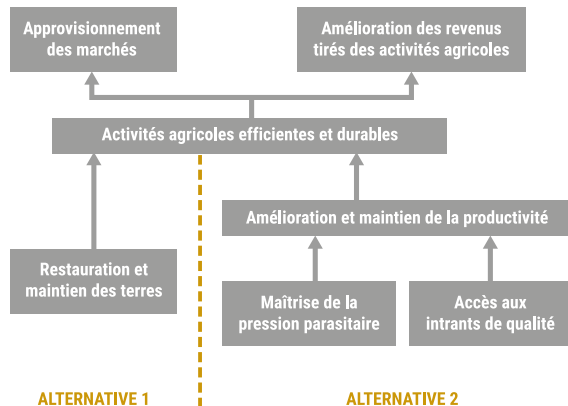 Approvisionnement
des marchés
Amélioration des revenus
tirés des activités agricoles
Activités agricoles efficientes et durables
Amélioration et maintien de la productivité
Restauration et
maintien des terres
Maîtrise de la
pression parasitaire
Accès aux
intrants de qualité
ALTERNATIVE 1
ALTERNATIVE 2